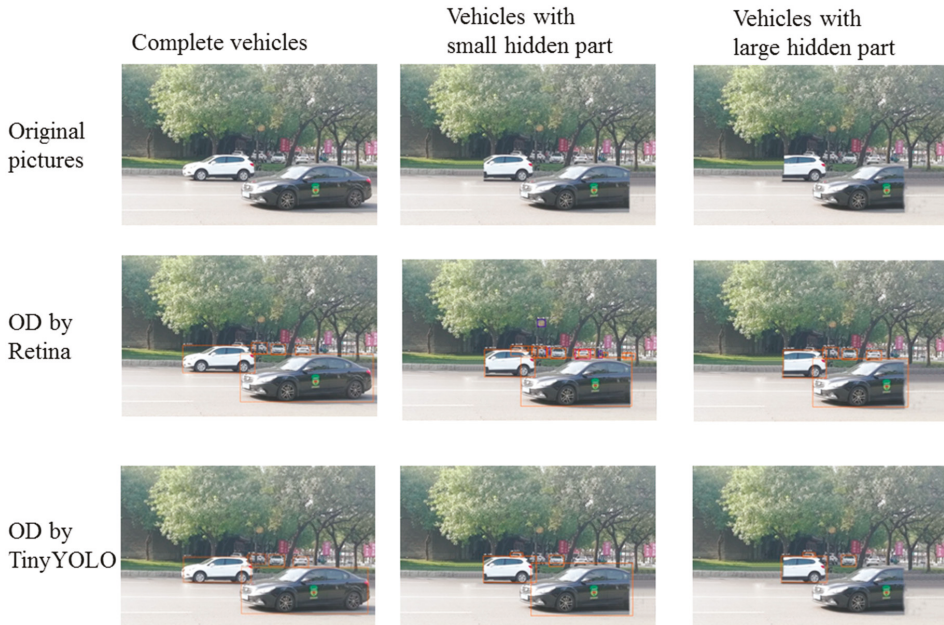 Complete vehicles
Vehicles with
small hidden part
Vehicles with
large hidden part
Original
pictures
OD by
Retina
OD by
TinyYOLO